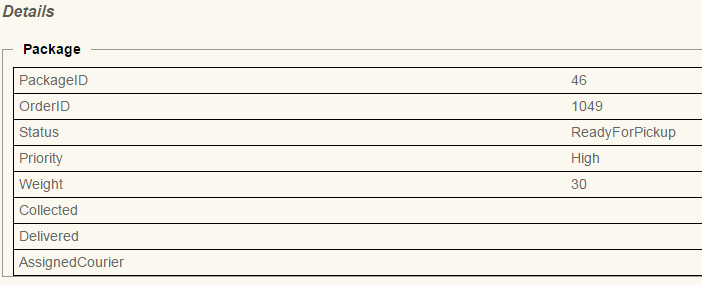 Details
Package
PackageID 46
OrderID 1049
Status ReadyForPickup
Priority High
Weight 30
Collected
Delivered
AssignedCourier